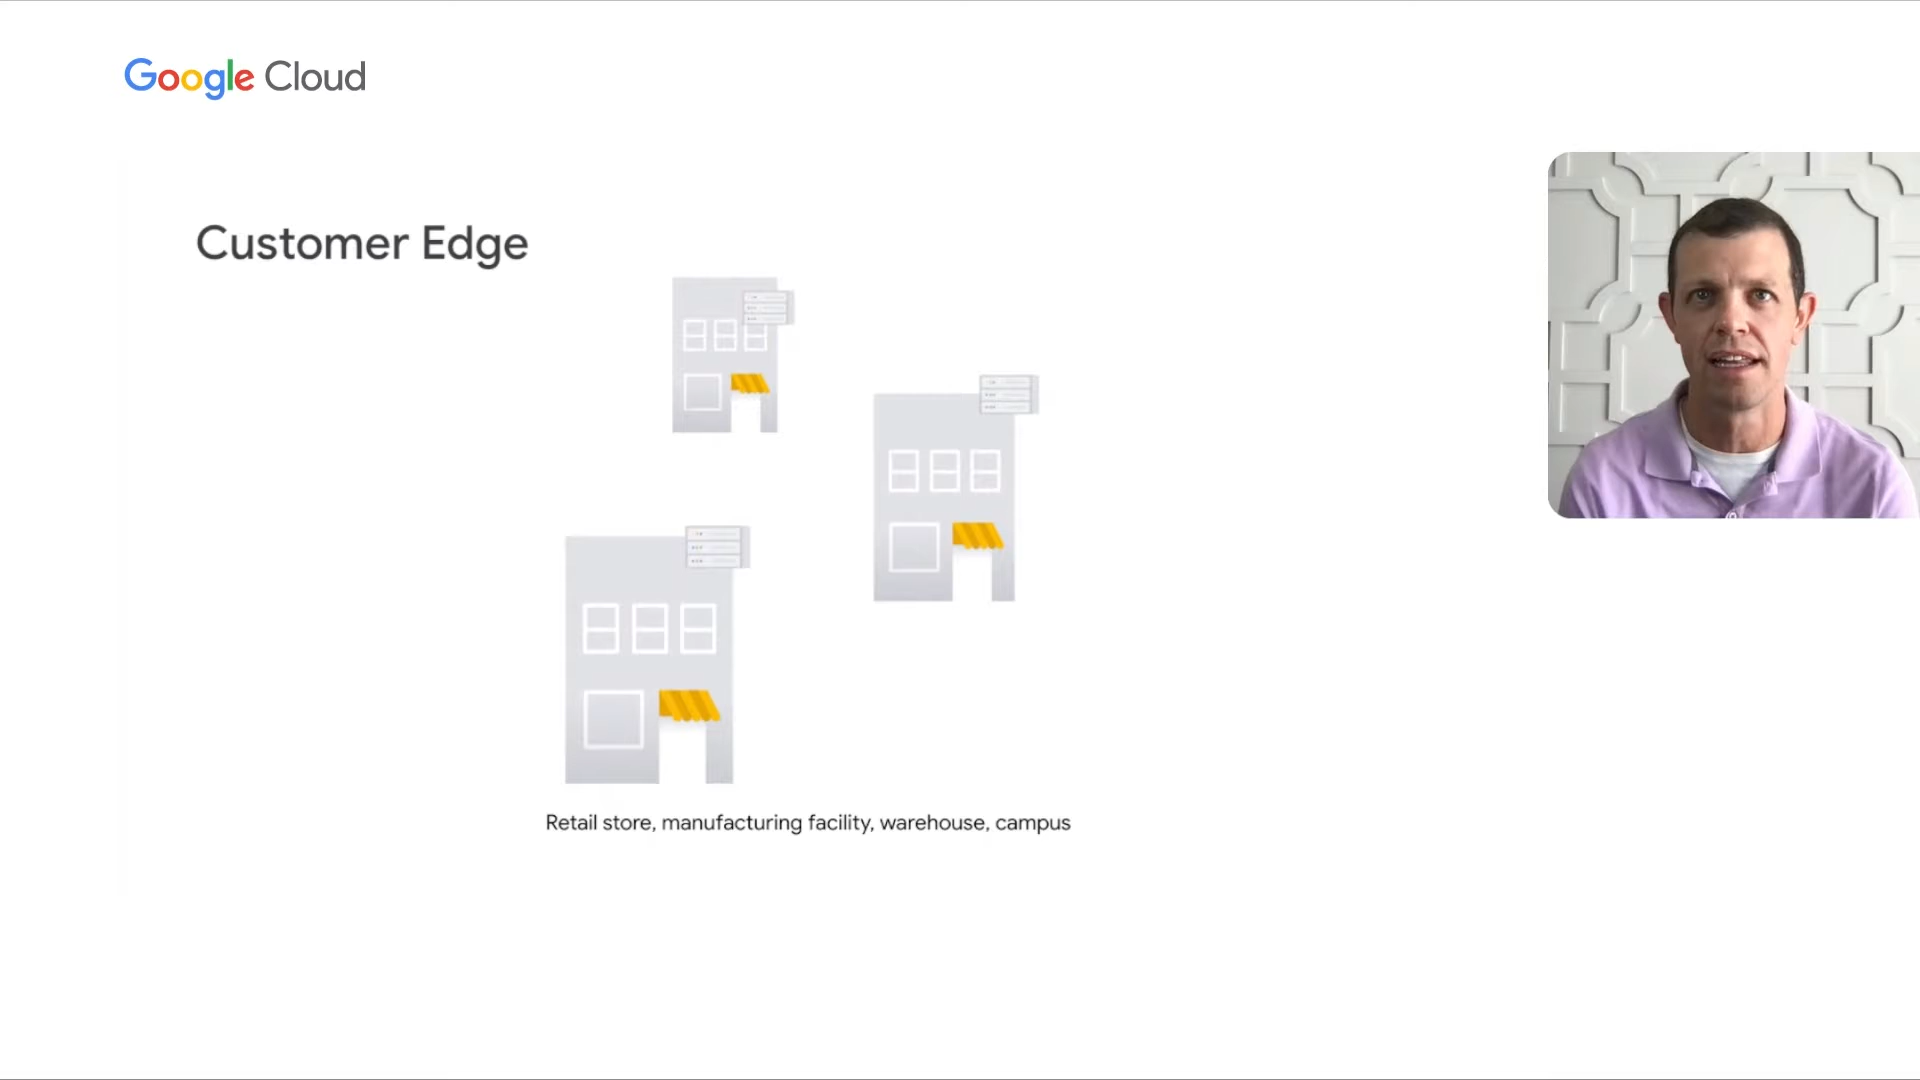 Google Cloud
Customer Edge
Retail store, manufacturing facility, warehouse, campus